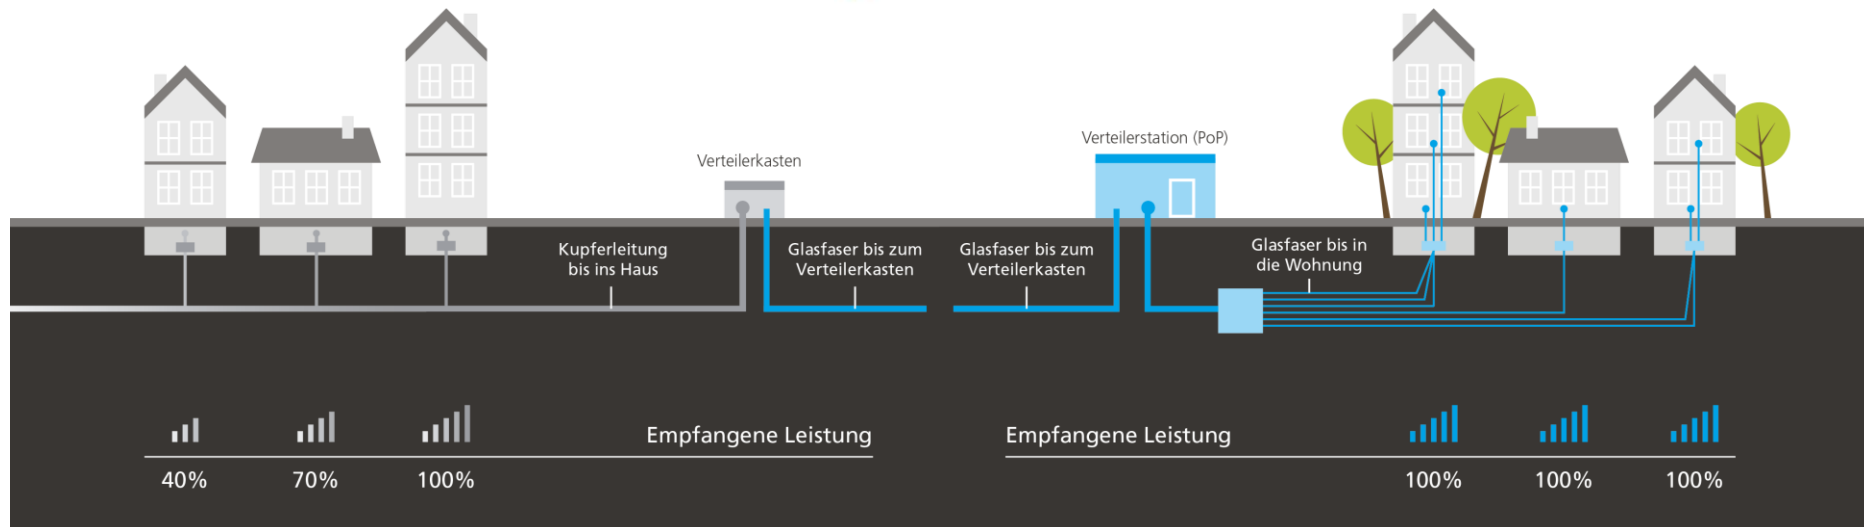 Verteilerkasten
Verteilerstation (PoP)
Kupferleitung
bis ins Haus
Glasfaser bis zum
Verteilerkasten
Glasfaser bis zum
Verteilerkasten
Glasfaser bis in
die Wohnung
Empfangene Leistung
40% 70% 100%
Empfangene Leistung
100% 100% 100%